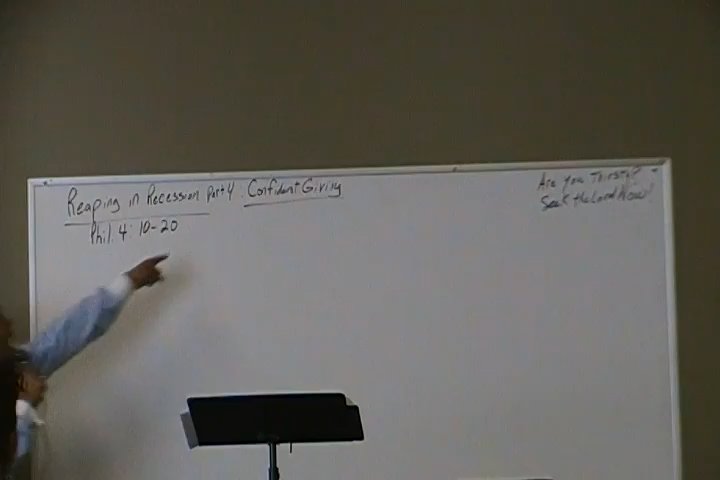 Reaping in Recession Part 4: Confident Giving
Phil. 4: 10-20
Are You Thirsty?
Seek the Lord Now!